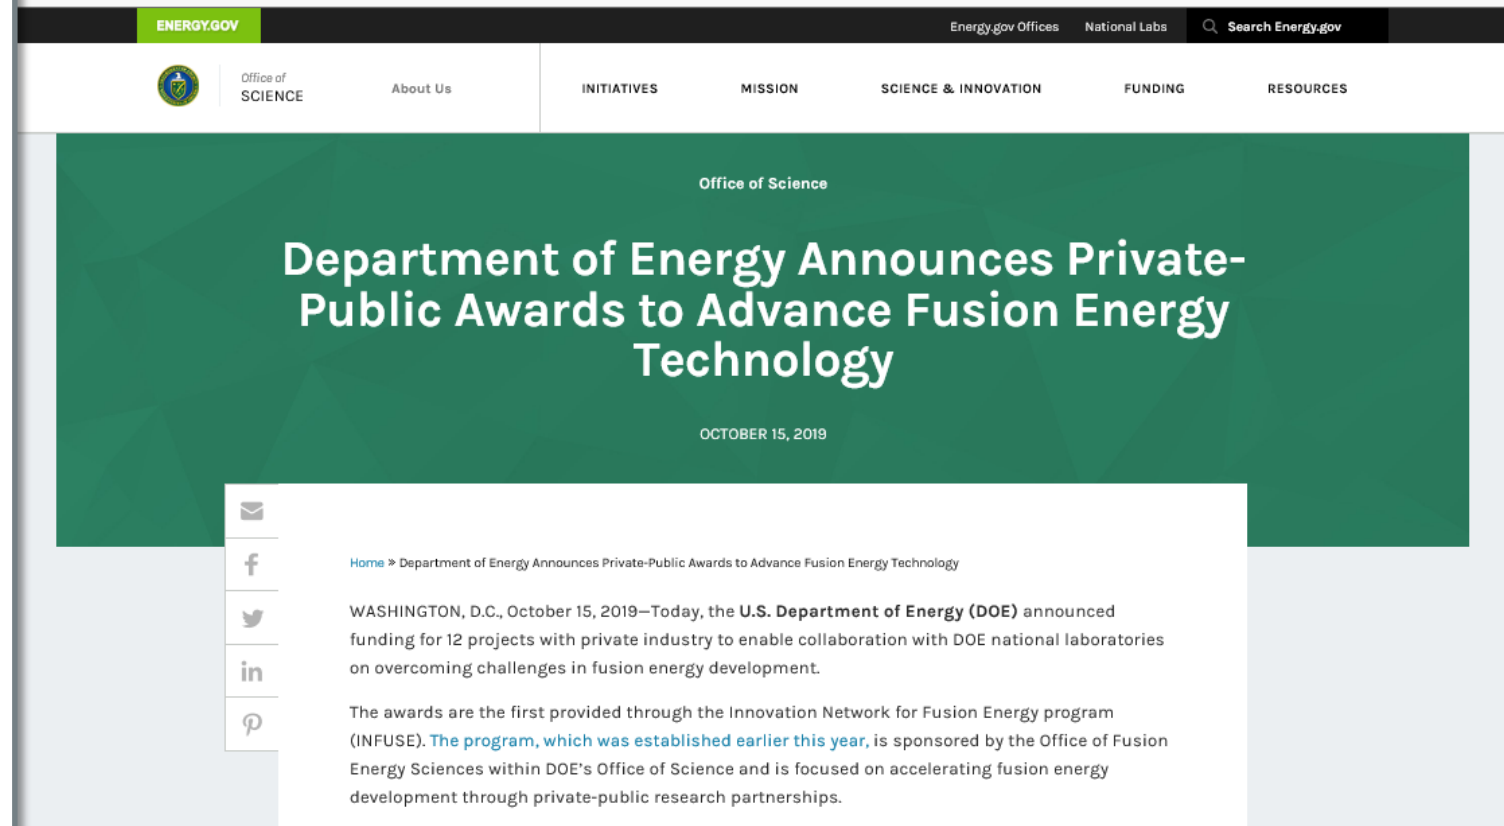 ENERGY.GOV
Energy.gov Offices
National Labs
Search Energy.gov
Office of
SCIENCE
About Us
INITIATIVES
MISSION
SCIENCE & INNOVATION
FUNDING
RESOURCES
Office of Science
Department of Energy Announces Private-
Public Awards to Advance Fusion Energy
Technology
OCTOBER 15, 2019
Home » Department of Energy Announces Private-Public Awards to Advance Fusion Energy Technology
WASHINGTON, D.C., October 15, 2019—Today, the U.S. Department of Energy (DOE) announced
funding for 12 projects with private industry to enable collaboration with DOE national laboratories
on overcoming challenges in fusion energy development.
The awards are the first provided through the Innovation Network for Fusion Energy program
(INFUSE). The program, which was established earlier this year, is sponsored by the Office of Fusion
Energy Sciences within DOE's Office of Science and is focused on accelerating fusion energy
development through private-public research partnerships.